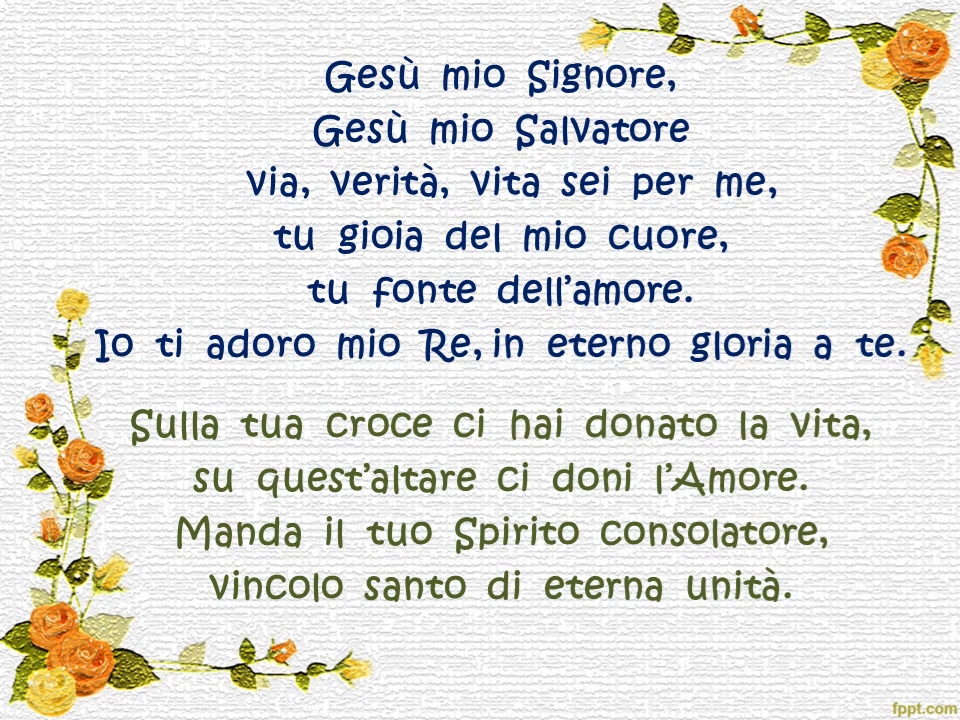 Gesù mio Signore,
Gesù mio Salvatore
via, verità, vita sei per me,
tu gioia del mio cuore,
tu fonte dell’amore.
Io ti adoro mio Re, in eterno gloria a te.
Sulla tua croce ci hai donato la vita,
su quest’altare ci doni l’Amore.
Manda il tuo Spirito consolatore,
vincolo santo di eterna unità.
fppt.com